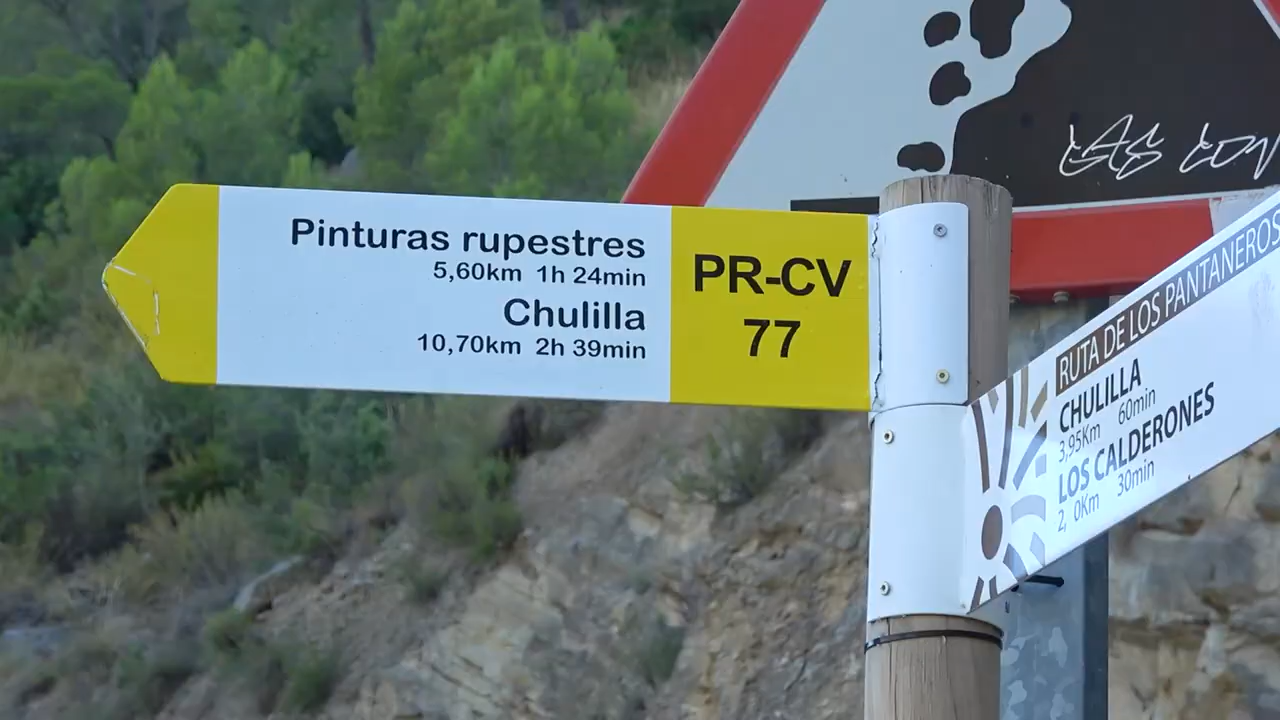 Pinturas rupestres
5,60km 1h 24min
Chulilla
10,70km 2h 39min
PR-CV
77
RUTA DE LOS PANTANEROS
CHULILLA
3,95Km 60min
LOS CALDERONES
2, 0Km 30min